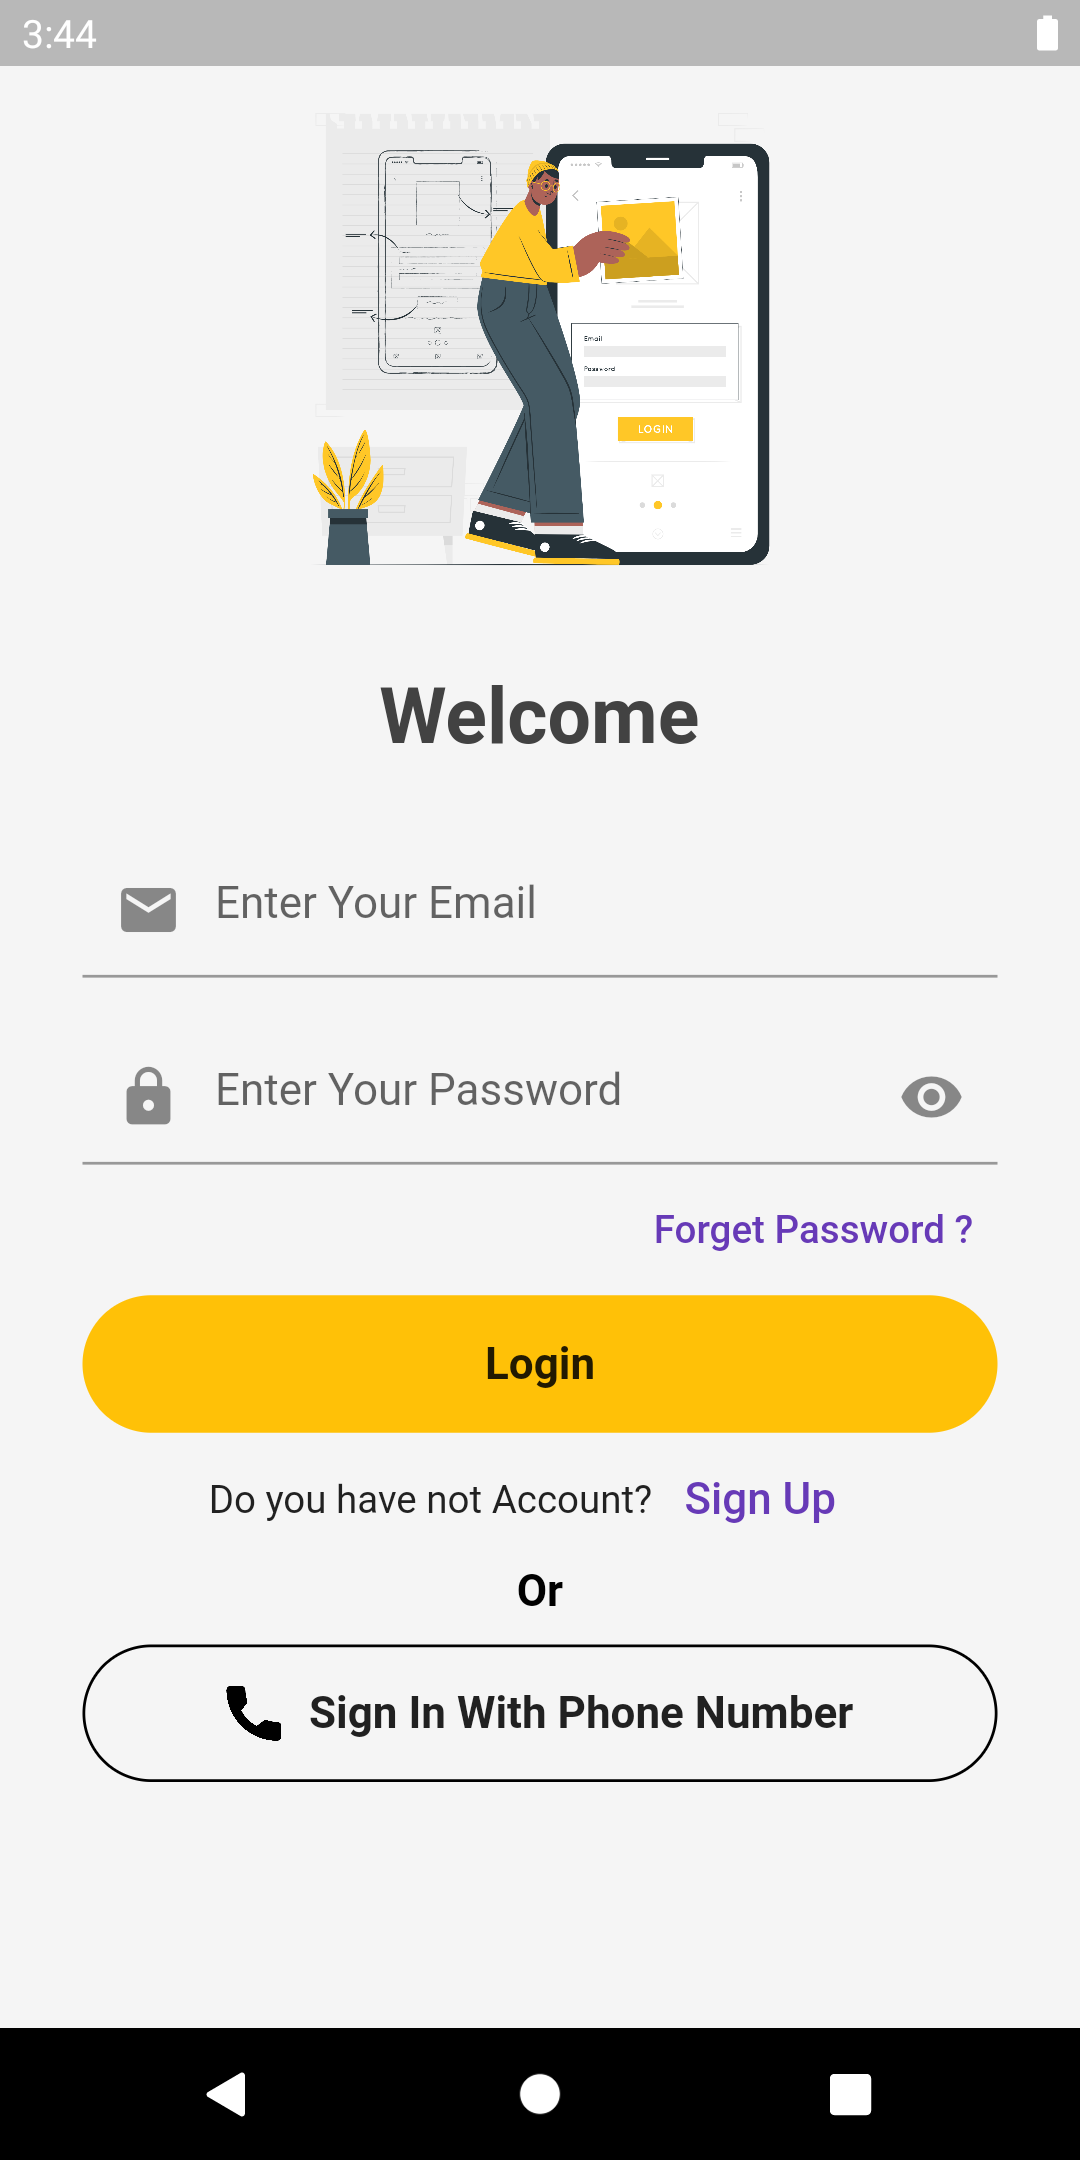 3:44
Email
Password
LOGIN
Welcome
Enter Your Email
Enter Your Password
Forget Password ?
Login
Do you have not Account? Sign Up
Or
Sign In With Phone Number